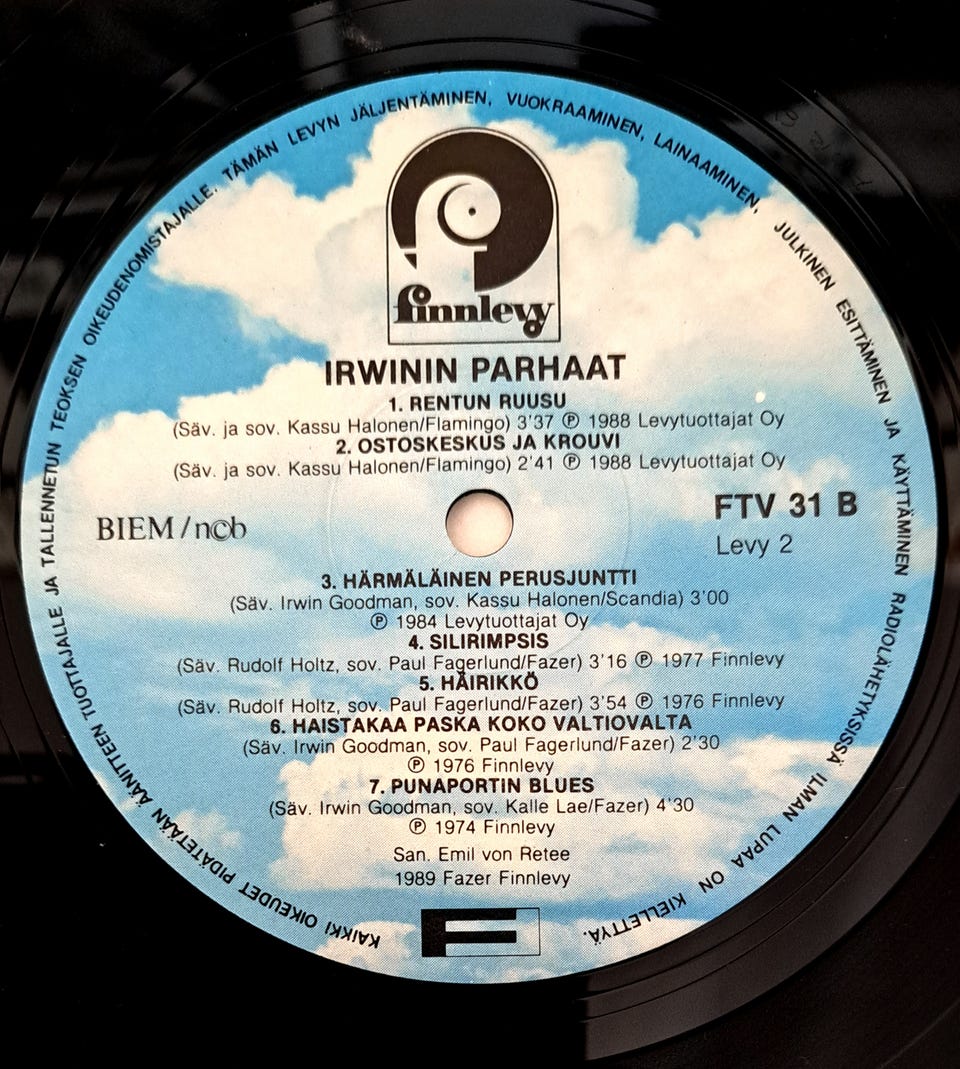 finnlevy
IRWININ PARHAAT
1. RENTUN RUUSU
(Säv. ja sov. Kassu Halonen/Flamingo) 3'37 ℗ 1988 Levytuottajat Oy
2. OSTOSKESKUS JA KROUVI
(Säv. ja sov. Kassu Halonen/Flamingo) 2'41 ℗ 1988 Levytuottajat Oy
BIEM/n©b
FTV 31 B
Levy 2
3. HÄRMÄLÄINEN PERUSJUNTTI
(Säv. Irwin Goodman, sov. Kassu Halonen/Scandia) 3'00
℗ 1984 Levytuottajat Oy
4. SILIRIMPSIS
(Säv. Rudolf Holtz, sov. Paul Fagerlund/Fazer) 3'16 ℗ 1977 Finnlevy
5. HÄIRIKKÖ
(Säv. Rudolf Holtz, sov. Paul Fagerlund/Fazer) 3'54 ℗ 1976 Finnlevy
6. HAISTAKAA PASKA KOKO VALTIOVALTA
(Säv. Irwin Goodman, sov. Paul Fagerlund/Fazer) 2'30
℗ 1976 Finnlevy
7. PUNAPORTIN BLUES
(Säv. Irwin Goodman, sov. Kalle Lae/Fazer) 4'30
℗ 1974 Finnlevy
San. Emil von Retee
1989 Fazer Finnlevy
F
KAIKKI OIKEUDET PIDÄTETÄÄN ÄÄNITTEEN TUOTTAJALLE JA TALLENNETUN TEOKSEN OIKEUDENOMISTAJALLE. TÄMÄN LEVYN JÄLJENTÄMINEN, VUOKRAAMINEN, LAINAAMINEN, JULKINEN ESITTÄMINEN JA KÄYTTÄMINEN RADIOLÄHETYKSISSÄ ILMAN LUPAA ON KIELLETTYÄ.